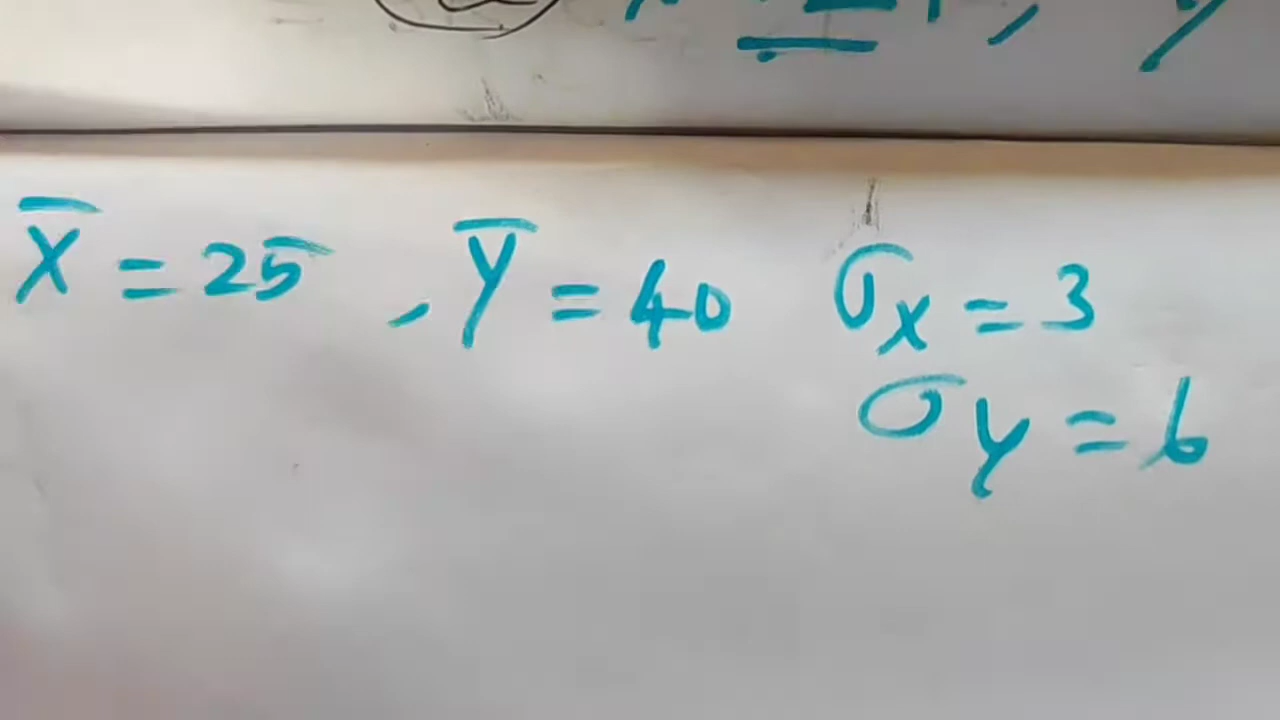 X̅ = 25 , Y̅ = 40 σx = 3
σy = 6